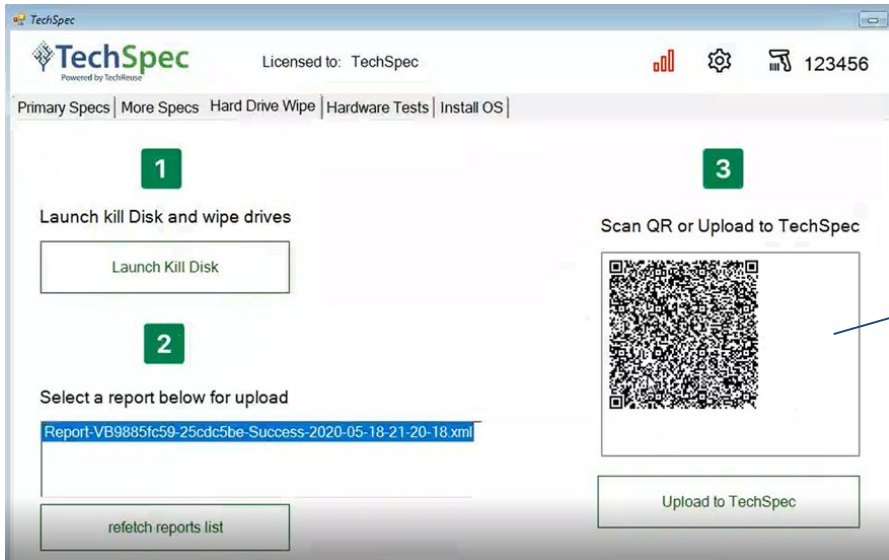 TechSpec
TechSpec
Powered by TechReuse
Licensed to: TechSpec
123456
Primary Specs More Specs Hard Drive Wipe Hardware Tests Install OS
1
Launch kill Disk and wipe drives
Launch Kill Disk
2
Select a report below for upload
Report-VB9885fc59-25cdc5be-Success-2020-05-18-21-20-18.xml
refetch reports list
3
Scan QR or Upload to TechSpec
Upload to TechSpec